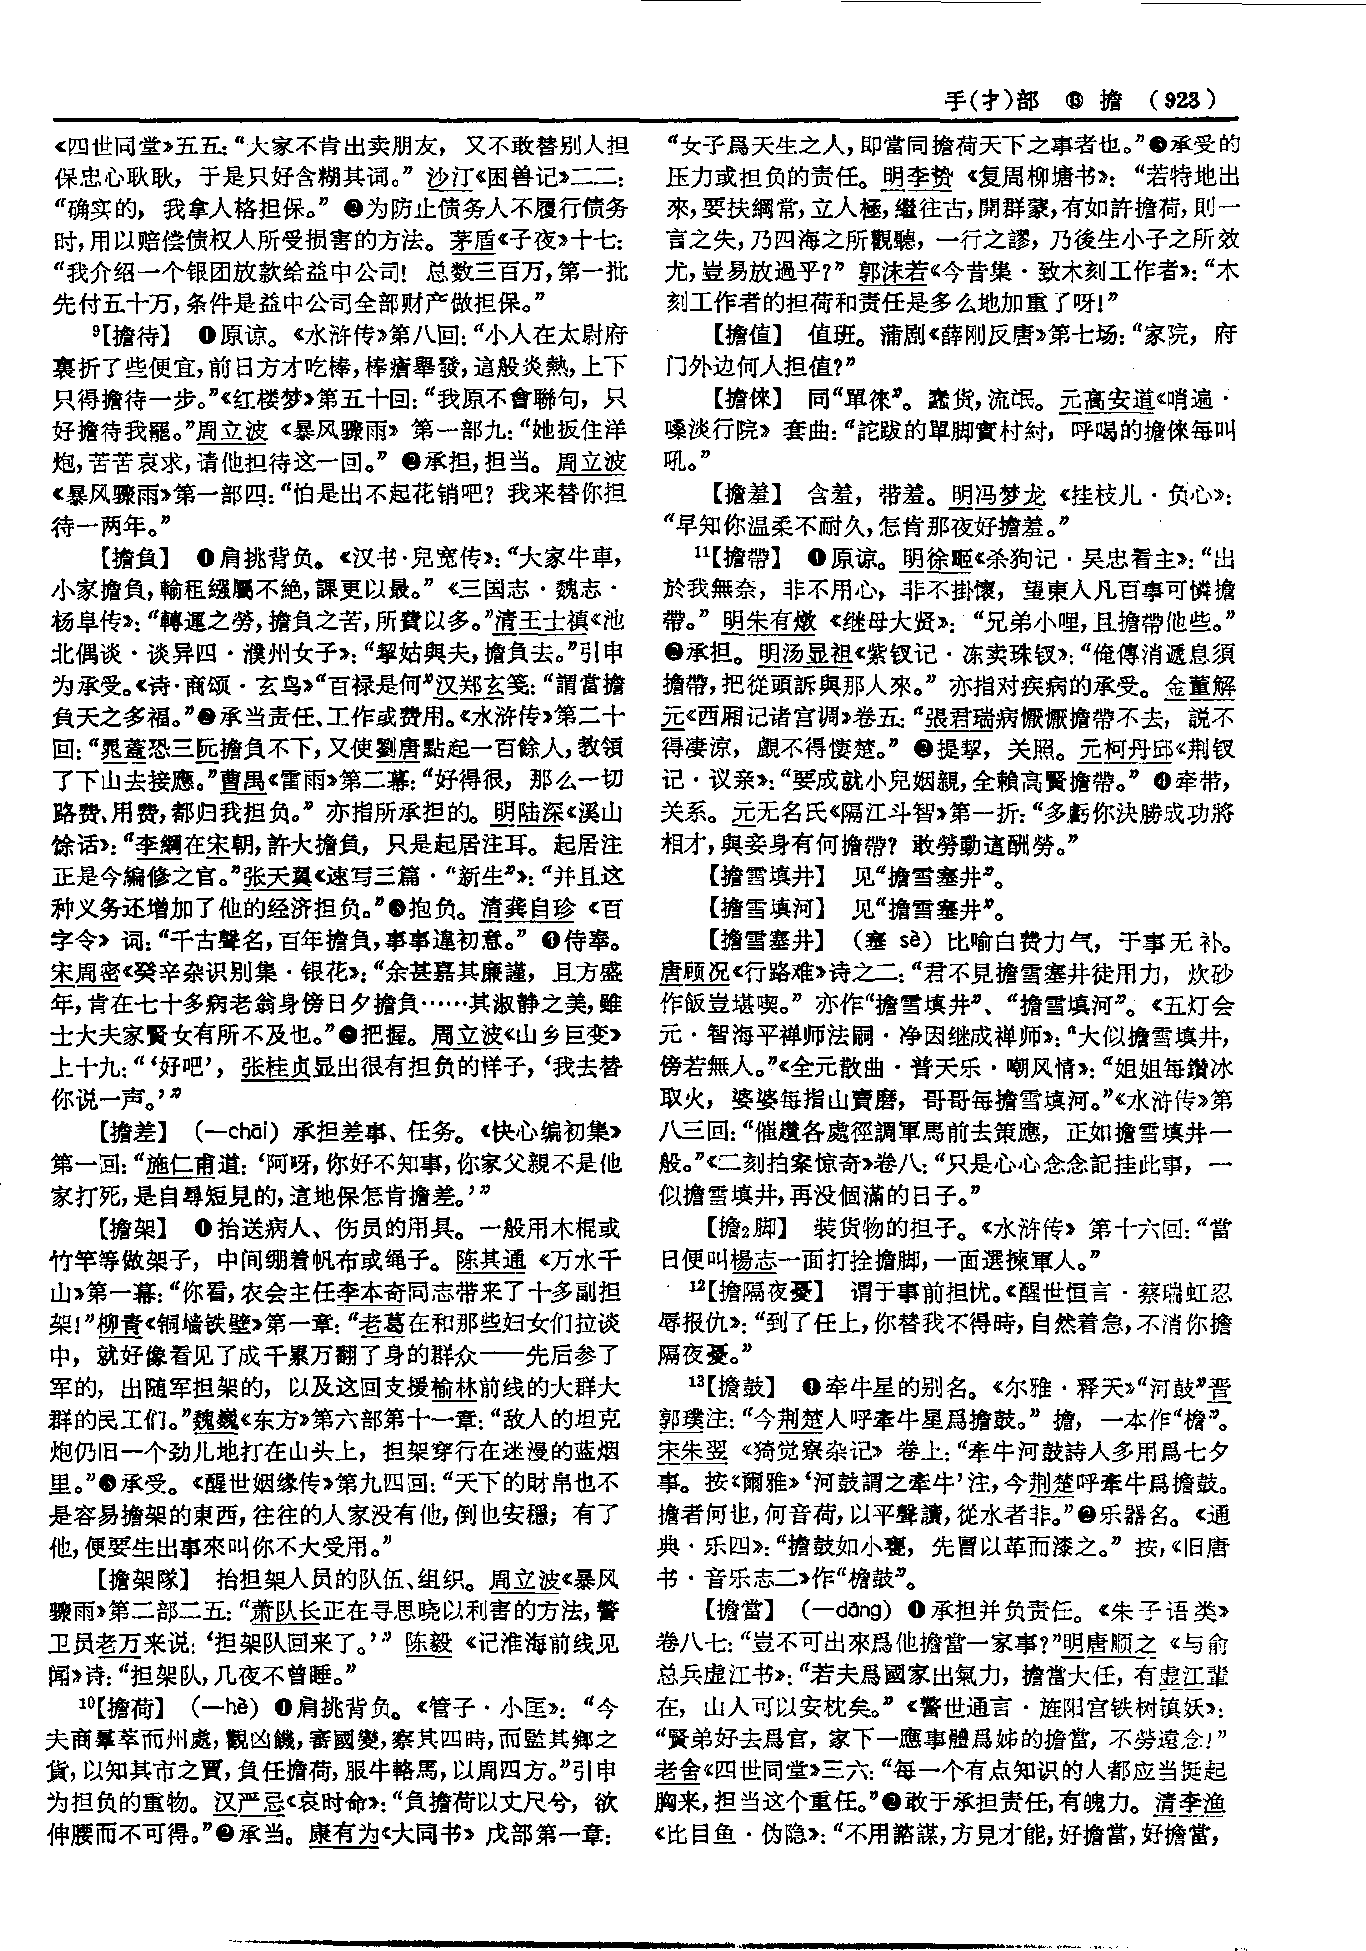 手(扌)部 ⓭ 擔 (923)
《四世同堂》五五:“大家不肯出卖朋友，又不敢替别人担
保忠心耿耿，于是只好含糊其词。”沙汀《困兽记》二二:
“确实的，我拿人格担保。”❷为防止债务人不履行债务
时,用以赔偿债权人所受损害的方法。茅盾《子夜》十七:
“我介绍一个银团放款给益中公司！总数三百万,第一批
先付五十万,条件是益中公司全部财产做担保。”
⁹【擔待】 ❶原谅。《水浒传》第八回:“小人在太尉府
裏折了些便宜,前日方才吃棒,棒瘡舉發,這般炎熱,上下
只得擔待一步。”《红楼梦》第五十回:“我原不會聯句，只
好擔待我罷。”周立波《暴风骤雨》第一部九:“她扳住洋
炮,苦苦哀求,请他担待这一回。”❷承担,担当。周立波
《暴风骤雨》第一部四:“怕是出不起花销吧？我来替你担
待一两年。”
【擔負】 ❶肩挑背负。《汉书·兒宽传》:“大家牛車，
小家擔負,輸租繦屬不絶,課更以最。”《三国志·魏志·
杨阜传》:“轉運之勞,擔負之苦,所費以多。”清王士禛《池
北偶谈·谈异四·濮州女子》:“挈姑與夫,擔負去。”引申
为承受。《诗·商颂·玄鸟》“百禄是何”汉郑玄笺:“謂當擔
負天之多福。”❷承当责任、工作或费用。《水浒传》第二十
回:“晁蓋恐三阮擔負不下,又使劉唐點起一百餘人,教領
了下山去接應。”曹禺《雷雨》第二幕:“好得很，那么一切
路费、用费,都归我担负。”亦指所承担的。明陆深《溪山
馀话》:“李綱在宋朝,許大擔負，只是起居注耳。起居注
正是今編修之官。”张天翼《速写三篇·“新生”》:“并且这
种义务还增加了他的经济担负。”❸抱负。清龚自珍《百
字令》词:“千古聲名,百年擔負,事事違初意。”❹侍奉。
宋周密《癸辛杂识别集·银花》:“余甚嘉其廉謹，且方盛
年,肯在七十多病老翁身傍日夕擔負……其淑静之美,雖
士大夫家賢女有所不及也。”❺把握。周立波《山乡巨变》
上十九:“‘好吧’，张桂贞显出很有担负的样子,‘我去替
你说一声。’”
【擔差】（—chāi）承担差事、任务。《快心编初集》
第一回:“施仁甫道:‘阿呀,你好不知事,你家父親不是他
家打死,是自尋短見的,這地保怎肯擔差。’”
【擔架】 ❶抬送病人、伤员的用具。一般用木棍或
竹竿等做架子，中间绷着帆布或绳子。陈其通《万水千
山》第一幕:“你看,农会主任李本奇同志带来了十多副担
架！”柳青《铜墙铁壁》第一章:“老葛在和那些妇女们拉谈
中，就好像看见了成千累万翻了身的群众——先后参了
军的，出随军担架的，以及这回支援榆林前线的大群大
群的民工们。”魏巍《东方》第六部第十一章:“敌人的坦克
炮仍旧一个劲儿地打在山头上，担架穿行在迷漫的蓝烟
里。”❸承受。《醒世姻缘传》第九四回:“天下的財帛也不
是容易擔架的東西,往往的人家没有他,倒也安穩；有了
他,便要生出事來叫你不大受用。”
【擔架隊】 抬担架人员的队伍、组织。周立波《暴风
骤雨》第二部二五:“萧队长正在寻思晓以利害的方法,警
卫员老万来说:‘担架队回来了。’”陈毅《记淮海前线见
闻》诗:“担架队,几夜不曾睡。”
¹⁰【擔荷】（—hè）❶肩挑背负。《管子·小匡》:“今
夫商羣萃而州處,觀凶饑,審國變,察其四時,而監其鄉之
貨,以知其市之賈,負任擔荷,服牛輅馬,以周四方。”引申
为担负的重物。汉严忌《哀时命》:“負擔荷以丈尺兮，欲
伸腰而不可得。”❷承当。康有为《大同书》戊部第一章:
“女子爲天生之人,即當同擔荷天下之事者也。”❸承受的
压力或担负的责任。明李贽《复周柳塘书》:“若特地出
來,要扶綱常,立人極,繼往古,開群蒙,有如許擔荷,則一
言之失,乃四海之所觀聽，一行之謬，乃後生小子之所效
尤,豈易放過乎？”郭沫若《今昔集·致木刻工作者》:“木
刻工作者的担荷和责任是多么地加重了呀！”
【擔值】 值班。蒲剧《薛刚反唐》第七场:“家院，府
门外边何人担值？”
【擔倈】 同“單倈”。蠢货,流氓。元高安道《哨遍·
嗓淡行院》套曲:“詫跋的單脚實村紂，呼喝的擔倈每叫
吼。”
【擔羞】 含羞，带羞。明冯梦龙《挂枝儿·负心》:
“早知你温柔不耐久,怎肯那夜好擔羞。”
¹¹【擔帶】 ❶原谅。明徐㬇《杀狗记·吴忠看主》:“出
於我無奈，非不用心，非不掛懷，望東人凡百事可憐擔
帶。”明朱有燉《继母大贤》:“兄弟小哩,且擔帶他些。”
❷承担。明汤显祖《紫钗记·冻卖珠钗》:“俺傳消遞息須
擔帶,把從頭訴與那人來。”亦指对疾病的承受。金董解
元《西厢记诸宫调》卷五:“張君瑞病懨懨擔帶不去，説不
得凄涼，覷不得悽楚。”❸提挈，关照。元柯丹邱《荆钗
记·议亲》:“要成就小兒姻親,全賴高賢擔帶。”❹牵带，
关系。元无名氏《隔江斗智》第一折:“多虧你決勝成功將
相才,與妾身有何擔帶？敢勞動這酬勞。”
【擔雪填井】 见“擔雪塞井”。
【擔雪填河】 见“擔雪塞井”。
【擔雪塞井】（塞 sè）比喻白费力气，于事无补。
唐顾况《行路难》诗之二:“君不見擔雪塞井徒用力，炊砂
作飯豈堪喫。”亦作“擔雪填井”、“擔雪填河”。《五灯会
元·智海平禅师法嗣·净因继成禅师》:“大似擔雪填井，
傍若無人。”《全元散曲·普天乐·嘲风情》:“姐姐每鑽冰
取火，婆婆每指山賣磨，哥哥每擔雪填河。”《水浒传》第
八三回:“催趲各處徑調軍馬前去策應，正如擔雪填井一
般。”《二刻拍案惊奇》卷八:“只是心心念念記挂此事，一
似擔雪填井,再没個滿的日子。”
【擔₂脚】 装货物的担子。《水浒传》第十六回:“當
日便叫楊志一面打拴擔脚,一面選揀軍人。”
¹²【擔隔夜憂】 谓于事前担忧。《醒世恒言·蔡瑞虹忍
辱报仇》:“到了任上,你替我不得時,自然着急,不消你擔
隔夜憂。”
¹³【擔鼓】 ❶牵牛星的别名。《尔雅·释天》“河鼓”晋
郭璞注:“今荆楚人呼牽牛星爲擔鼓。”擔，一本作“檐”。
宋朱翌《猗觉寮杂记》卷上:“牽牛河鼓詩人多用爲七夕
事。按《爾雅》‘河鼓謂之牽牛’注,今荆楚呼牽牛爲擔鼓。
擔者何也,何音荷,以平聲讀,從水者非。”❷乐器名。《通
典·乐四》:“擔鼓如小甕，先冒以革而漆之。”按,《旧唐
书·音乐志二》作“檐鼓”。
【擔當】（—dāng）❶承担并负责任。《朱子语类》
卷八七:“豈不可出來爲他擔當一家事？”明唐顺之《与俞
总兵虚江书》:“若夫爲國家出氣力，擔當大任，有虚江輩
在，山人可以安枕矣。”《警世通言·旌阳宫铁树镇妖》:
“賢弟好去爲官，家下一應事體爲姊的擔當，不勞遠念！”
老舍《四世同堂》三六:“每一个有点知识的人都应当挺起
胸来,担当这个重任。”❷敢于承担责任,有魄力。清李渔
《比目鱼·伪隐》:“不用諮謀,方見才能,好擔當,好擔當，